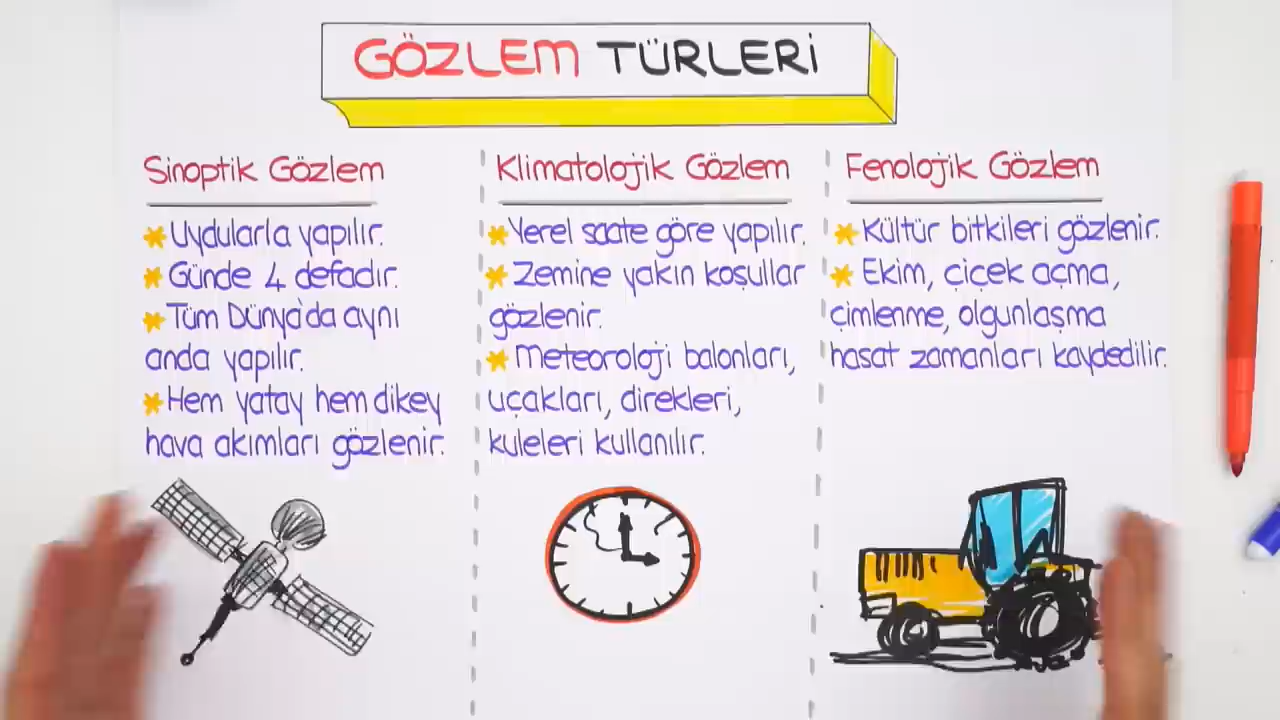 GÖZLEM TÜRLERİ
Sinoptik Gözlem
* Uydularla yapılır.
* Günde 4 defadır.
* Tüm Dünya'da aynı
anda yapılır.
* Hem yatay hem dikey
hava akımları gözlenir.
Klimatolojik Gözlem
* Yerel saate göre yapılır.
* Zemine yakın koşullar
gözlenir.
* Meteoroloji balonları,
uçakları, direkleri,
kuleleri kullanılır.
Fenolojik Gözlem
* Kültür bitkileri gözlenir.
* Ekim, çiçek açma,
çimlenme, olgunlaşma
hasat zamanları kaydedilir.